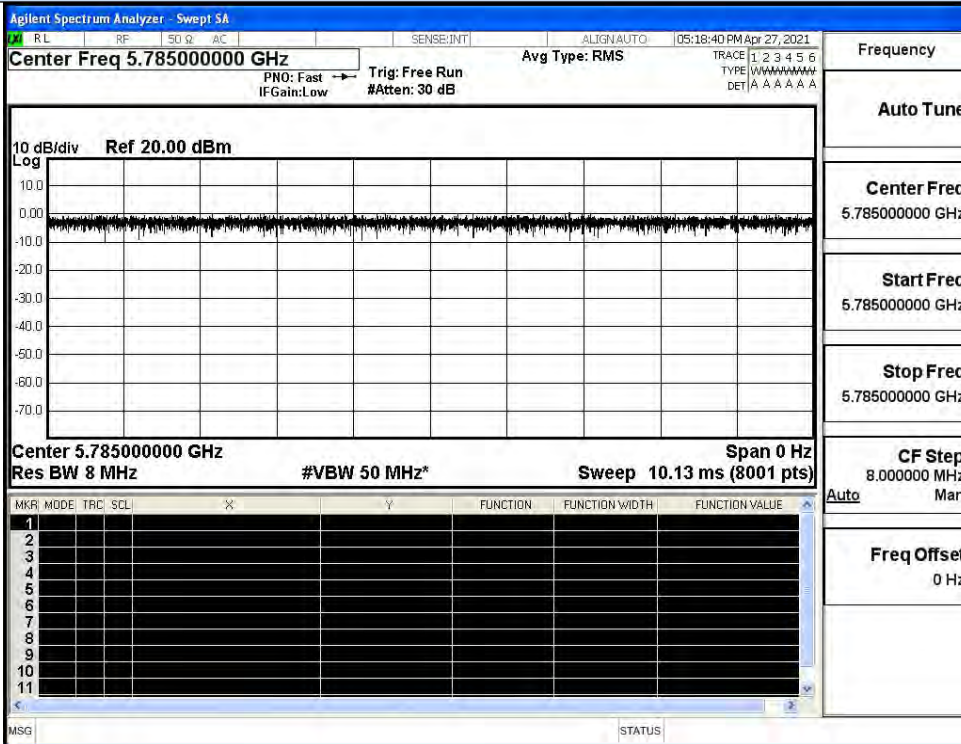 Agilent Spectrum Analyzer - Swept SA
LXI RL RF 50 Ω AC SENSE:INT ALIGN AUTO 05:18:40 PM Apr 27, 2021
Center Freq 5.785000000 GHz
PNO: Fast
IFGain:Low
Trig: Free Run
#Atten: 30 dB
Avg Type: RMS
TRACE 1 2 3 4 5 6
TYPE WWWWWW
DET A A A A A A
10 dB/div Ref 20.00 dBm
Log
10.0
0.00
-10.0
-20.0
-30.0
-40.0
-50.0
-60.0
-70.0
Center 5.785000000 GHz Span 0 Hz
Res BW 8 MHz #VBW 50 MHz* Sweep 10.13 ms (8001 pts)
MKR MODE TRC SCL X Y FUNCTION FUNCTION WIDTH FUNCTION VALUE
1
2
3
4
5
6
7
8
9
10
11
MSG STATUS
Frequency
Auto Tune
Center Freq
5.785000000 GHz
Start Freq
5.785000000 GHz
Stop Freq
5.785000000 GHz
CF Step
8.000000 MHz
Auto Man
Freq Offset
0 Hz